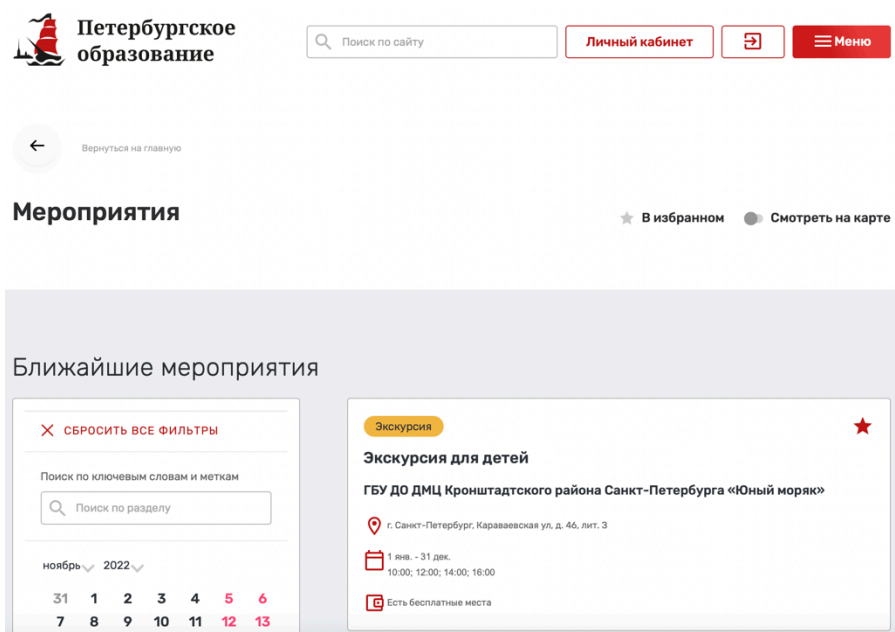 Петербургское
образование
Поиск по сайту
Личный кабинет
Меню
Вернуться на главную
Мероприятия
В избранном
Смотреть на карте
Ближайшие мероприятия
СБРОСИТЬ ВСЕ ФИЛЬТРЫ
Поиск по ключевым словам и меткам
Поиск по разделу
ноябрь 2022
31 1 2 3 4 5 6
7 8 9 10 11 12 13
Экскурсия
Экскурсия для детей
ГБУ ДО ДМЦ Кронштадтского района Санкт-Петербурга «Юный моряк»
г. Санкт-Петербург, Караваевская ул, д. 46, лит. 3
1 янв. - 31 дек.
10:00; 12:00; 14:00; 16:00
Есть бесплатные места